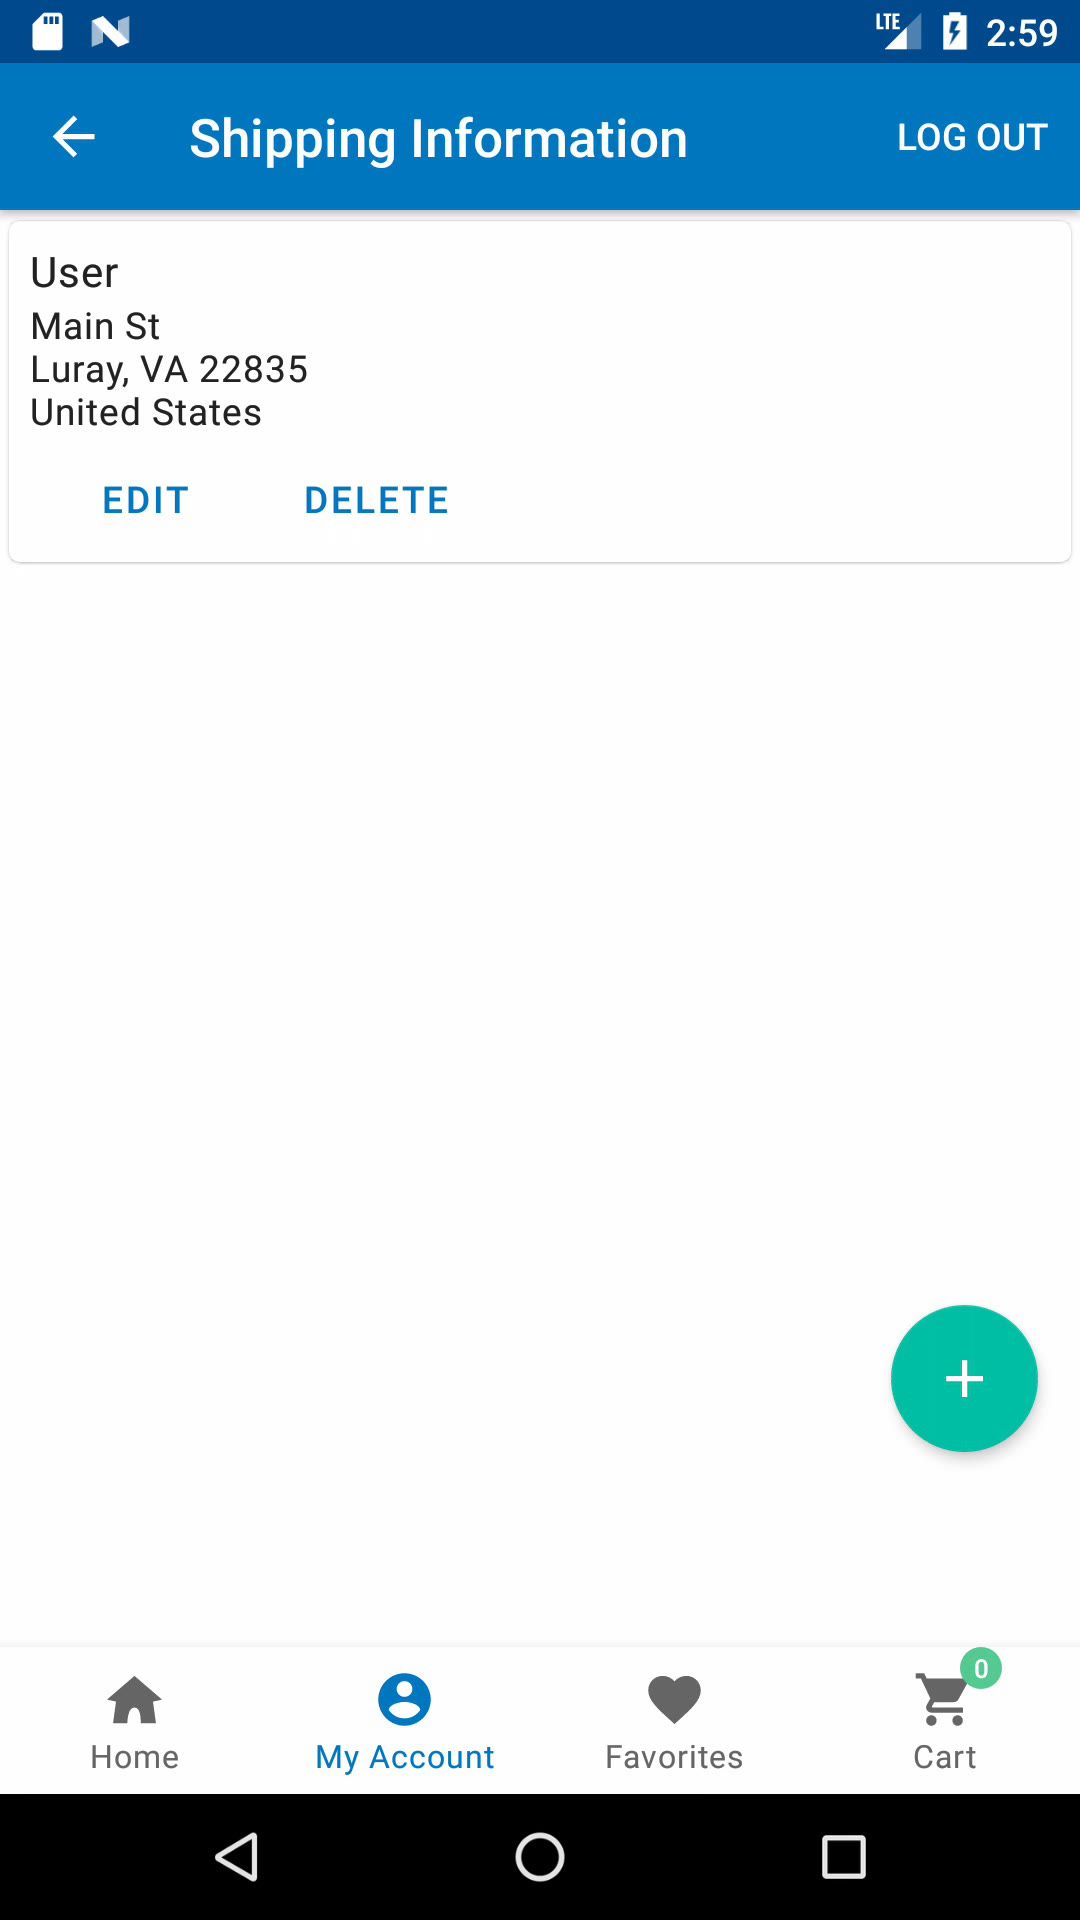 LTE 2:59
Shipping Information LOG OUT
User
Main St
Luray, VA 22835
United States
EDIT DELETE
0
Home My Account Favorites Cart